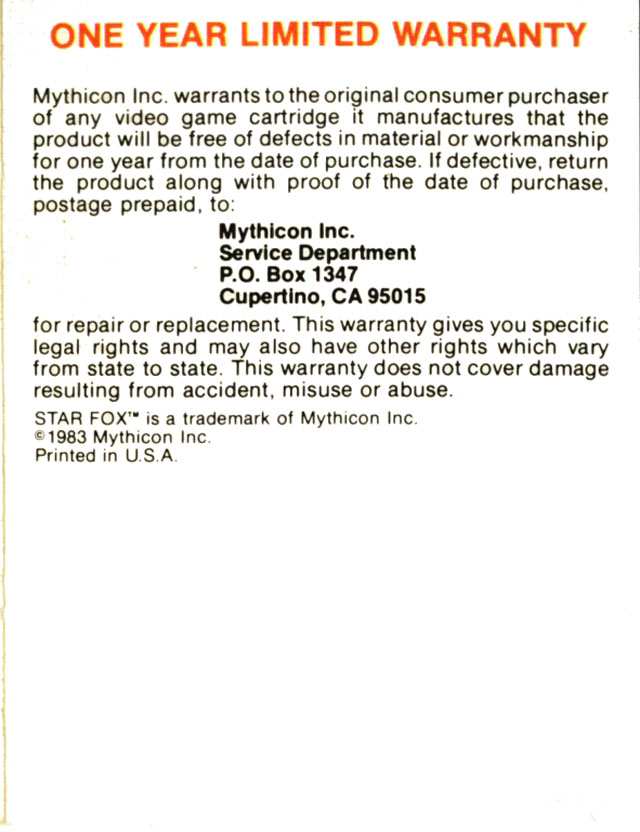 ONE YEAR LIMITED WARRANTY
Mythicon Inc. warrants to the original consumer purchaser
of any video game cartridge it manufactures that the
product will be free of defects in material or workmanship
for one year from the date of purchase. If defective, return
the product along with proof of the date of purchase,
postage prepaid, to:
Mythicon Inc.
Service Department
P.O. Box 1347
Cupertino, CA 95015
for repair or replacement. This warranty gives you specific
legal rights and may also have other rights which vary
from state to state. This warranty does not cover damage
resulting from accident, misuse or abuse.
STAR FOX™ is a trademark of Mythicon Inc.
©1983 Mythicon Inc.
Printed in U.S.A.